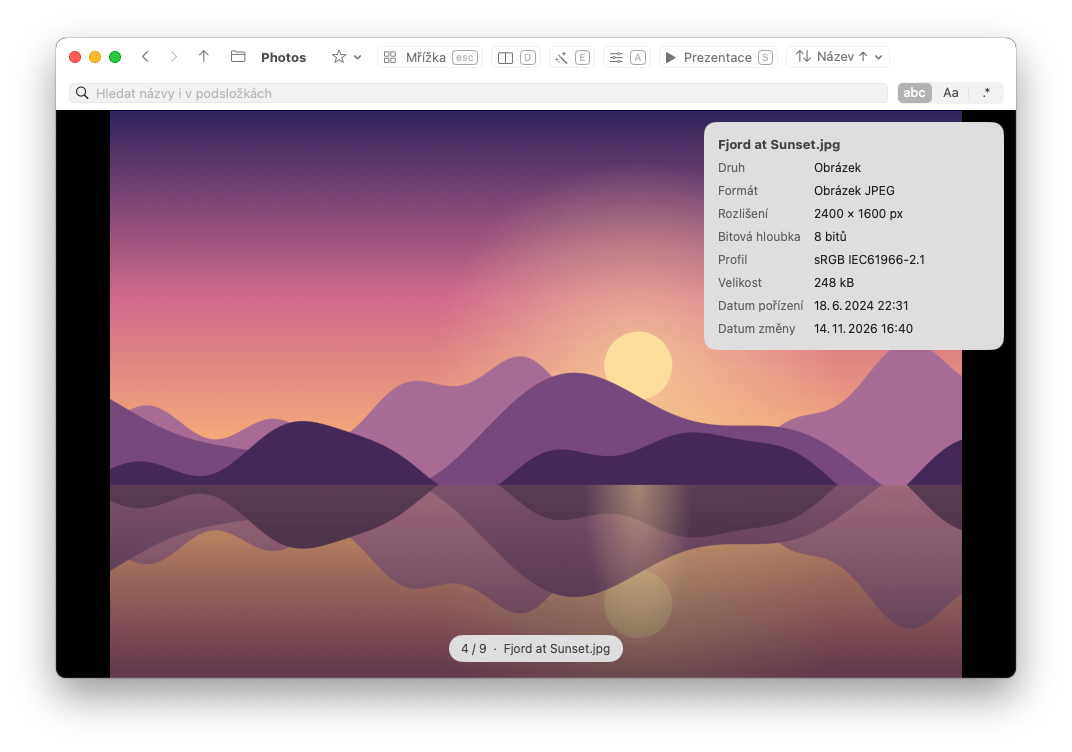 Photos
Mřížka esc
D
E
A
Prezentace S
Název
Hledat názvy i v podsložkách
abc Aa .*
Fjord at Sunset.jpg
Druh Obrázek
Formát Obrázek JPEG
Rozlišení 2400 × 1600 px
Bitová hloubka 8 bitů
Profil sRGB IEC61966-2.1
Velikost 248 kB
Datum pořízení 18. 6. 2024 22:31
Datum změny 14. 11. 2026 16:40
4 / 9 · Fjord at Sunset.jpg